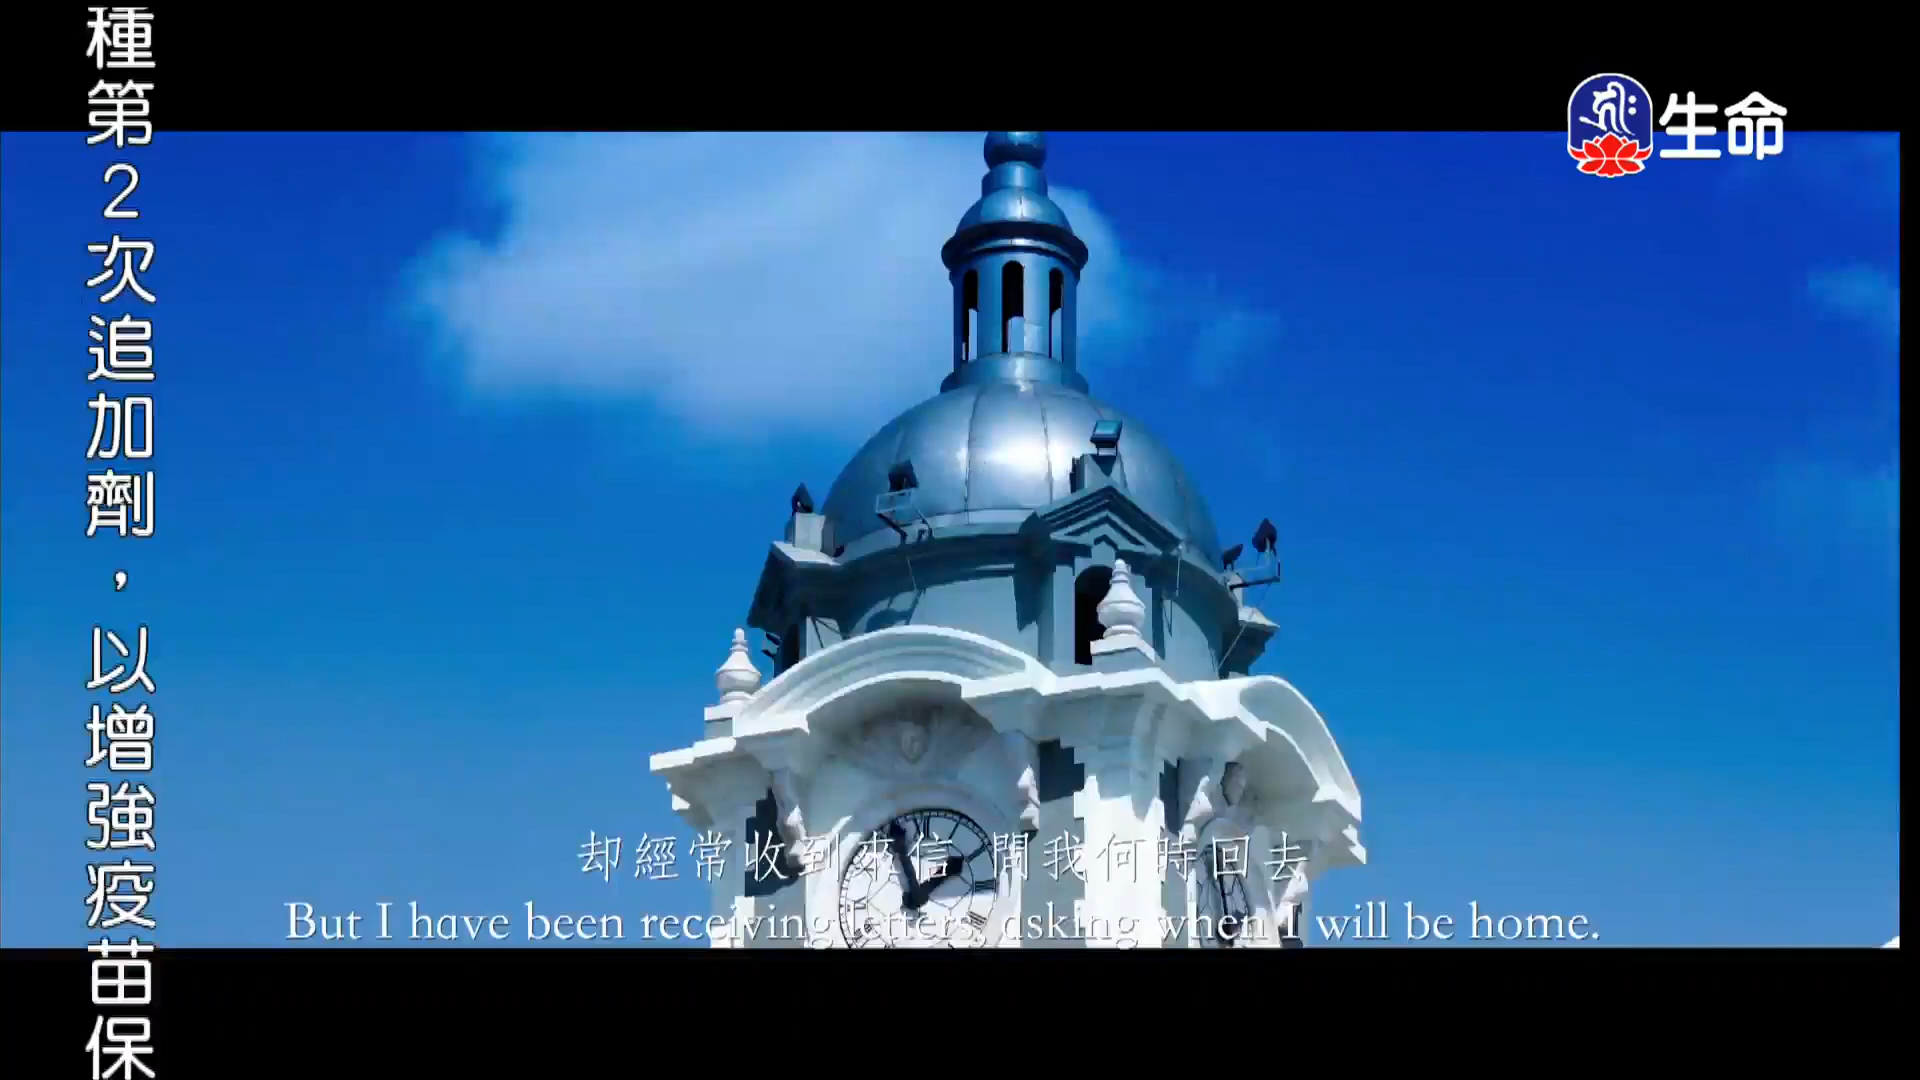 種第2次追加劑，以增強疫苗保
生命
却經常收到來信 問我何時回去
But I have been receiving letters, asking when I will be home.